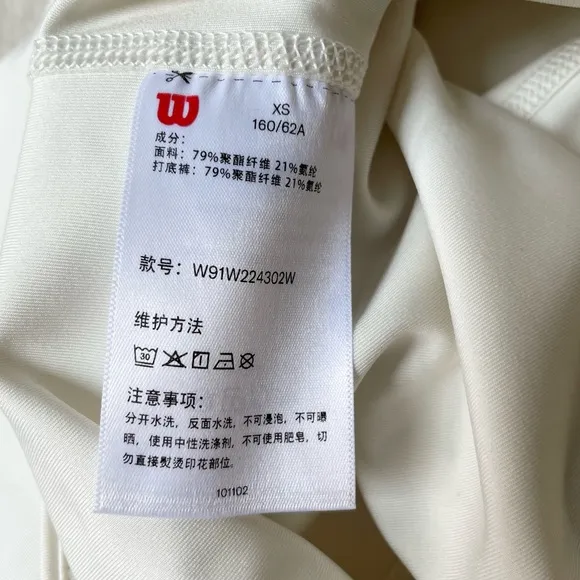 W
XS
160/62A
成分：
面料：79%聚酯纤维 21%氨纶
打底裤：79%聚酯纤维 21%氨纶
款号：W91W224302W
维护方法
30
注意事项：
分开水洗，反面水洗，不可浸泡，不可曝
晒，使用中性洗涤剂，不可使用肥皂，切
勿直接熨烫印花部位。
101102